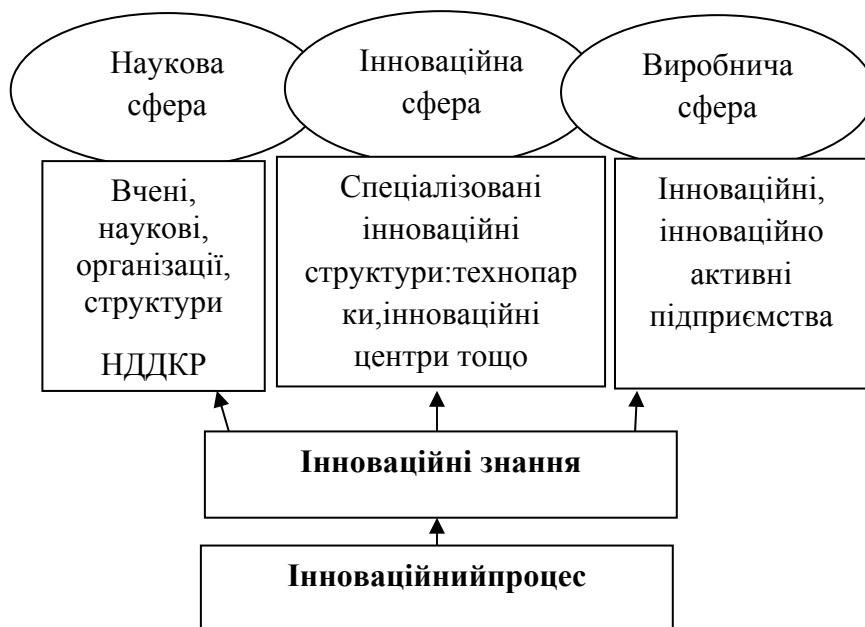 Наукова
сфера
Інноваційна
сфера
Виробнича
сфера
Вчені,
наукові,
організації,
структури
НДДКР
Спеціалізовані
інноваційні
структури:технопар
ки,інноваційні
центри тощо
Інноваційні,
інноваційно
активні
підприємства
Інноваційні знання
Інноваційнийпроцес